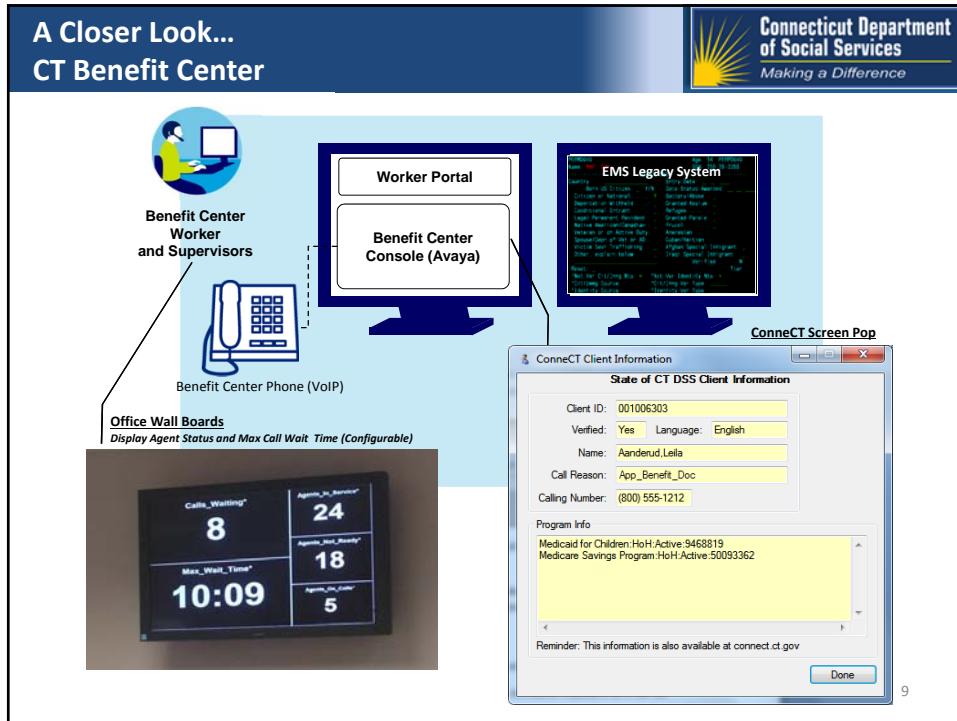 A Closer Look…
CT Benefit Center
Connecticut Department
of Social Services
Making a Difference
Benefit Center
Worker
and Supervisors
Worker Portal
Benefit Center
Console (Avaya)
EMS Legacy System
Benefit Center Phone (VoIP)
Office Wall Boards
Display Agent Status and Max Call Wait Time (Configurable)
Calls_Waiting*
8
Max_Wait_Time*
10:09
Agents_In_Service*
24
Agents_Not_Ready*
18
Agents_On_Calls*
5
ConneCT Screen Pop
ConneCT Client Information
State of CT DSS Client Information
Client ID: 001006303
Verified: Yes Language: English
Name: Aanderud,Leila
Call Reason: App_Benefit_Doc
Calling Number: (800) 555-1212
Program Info
Medicaid for Children:HoH:Active:9468819
Medicare Savings Program:HoH:Active:50093362
Reminder: This information is also available at connect.ct.gov
Done
9